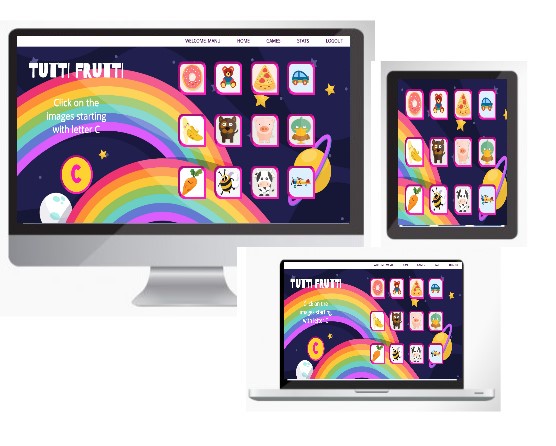 WELCOME MANU HOME GAMES STATS LOGOUT
TUTTI FRUTTI
Click on the
images starting
with letter C
C
TUTTI FRUTTI
Click on the
images starting
with letter C
C